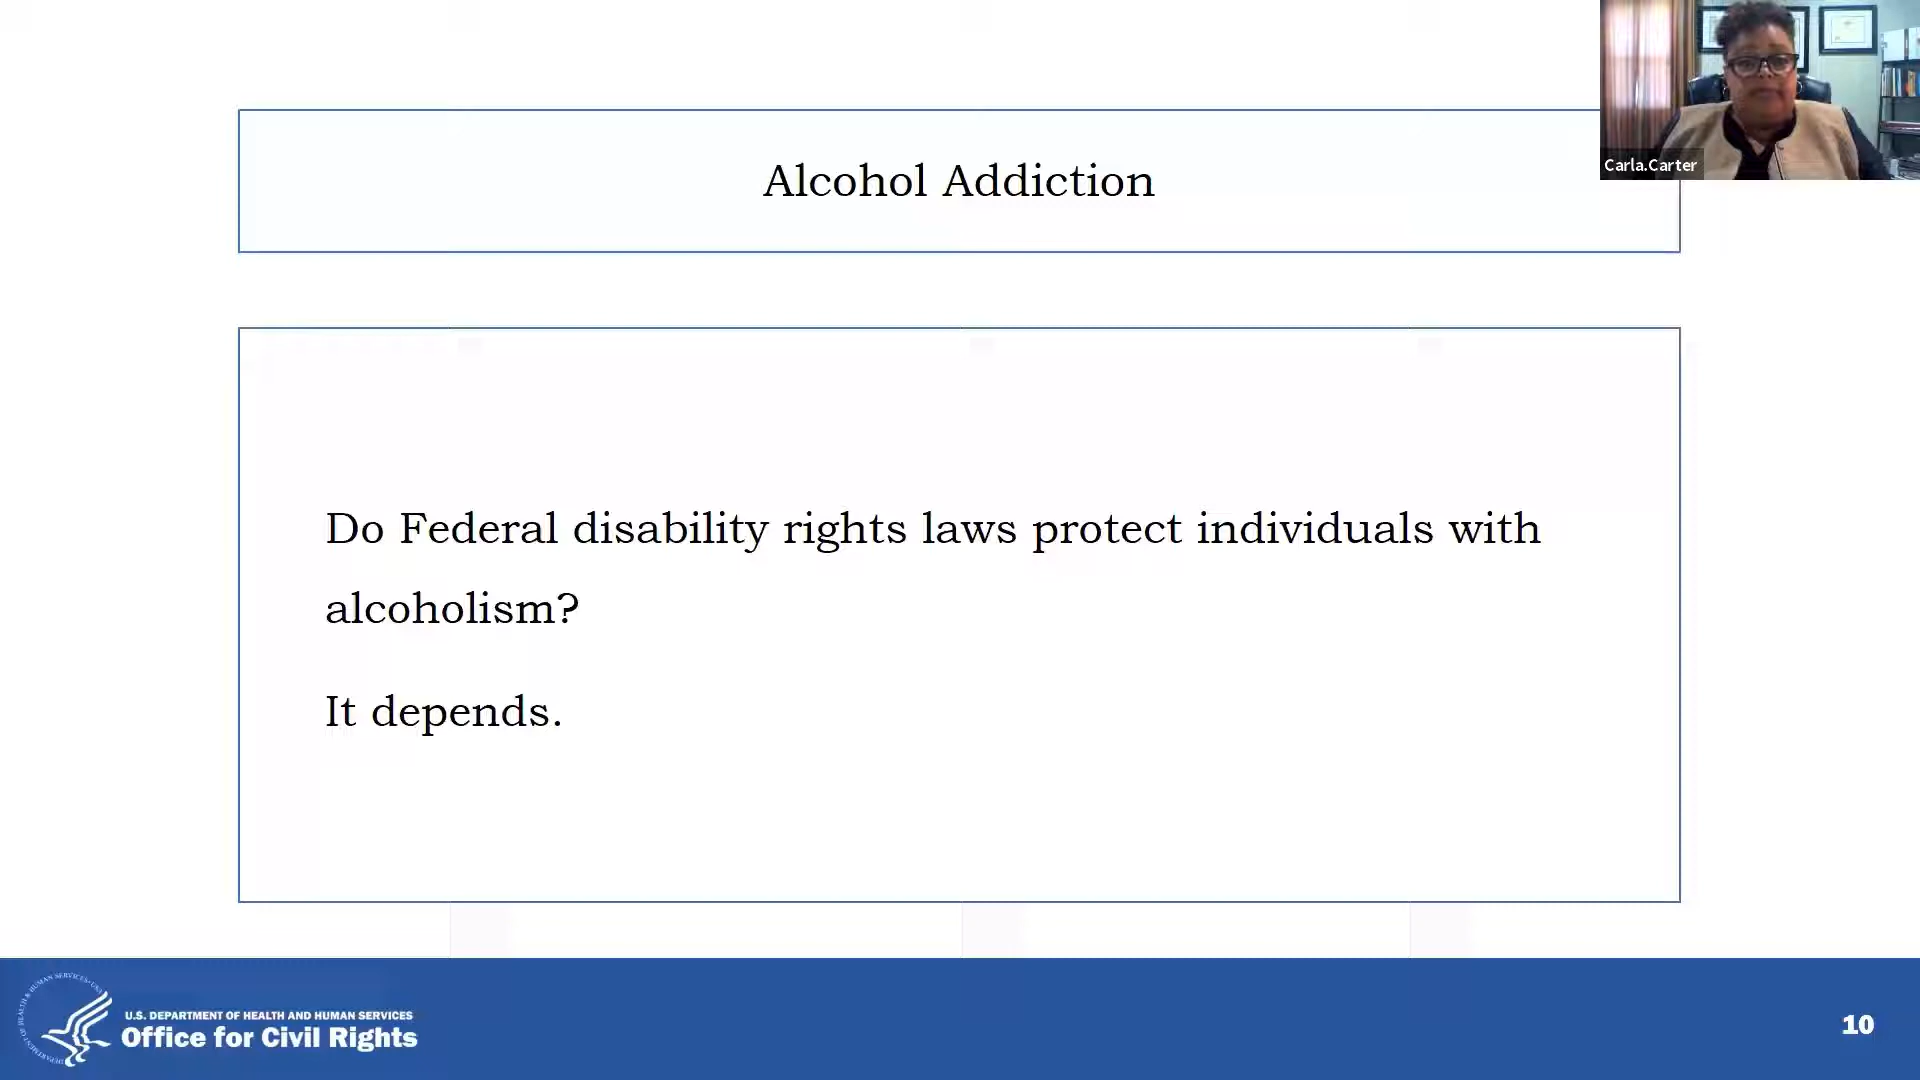 Carla.Carter
Alcohol Addiction
Do Federal disability rights laws protect individuals with
alcoholism?
It depends.
U.S. DEPARTMENT OF HEALTH AND HUMAN SERVICES
Office for Civil Rights
10